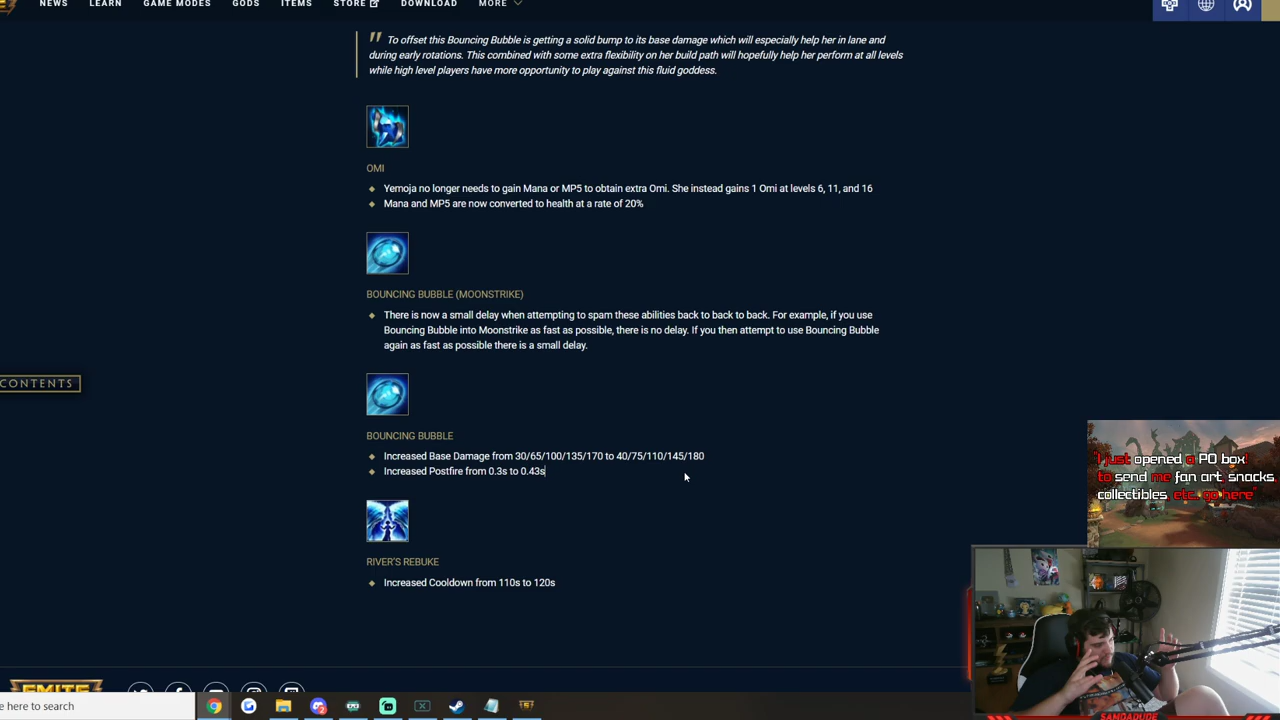 NEWS LEARN GAME MODES GODS ITEMS STORE DOWNLOAD MORE
" To offset this Bouncing Bubble is getting a solid bump to its base damage which will especially help her in lane and
during early rotations. This combined with some extra flexibility on her build path will hopefully help her perform at all levels
while high level players have more opportunity to play against this fluid goddess.
OMI
Yemoja no longer needs to gain Mana or MP5 to obtain extra Omi. She instead gains 1 Omi at levels 6, 11, and 16
Mana and MP5 are now converted to health at a rate of 20%
BOUNCING BUBBLE (MOONSTRIKE)
There is now a small delay when attempting to spam these abilities back to back to back. For example, if you use
Bouncing Bubble into Moonstrike as fast as possible, there is no delay. If you then attempt to use Bouncing Bubble
again as fast as possible there is a small delay.
CONTENTS
BOUNCING BUBBLE
Increased Base Damage from 30/65/100/135/170 to 40/75/110/145/180
Increased Postfire from 0.3s to 0.43s
RIVER'S REBUKE
Increased Cooldown from 110s to 120s
"I just opened a PO box!
to send me fan art, snacks,
collectibles, etc. go here"
SMITE
e here to search
SAMGADUDE